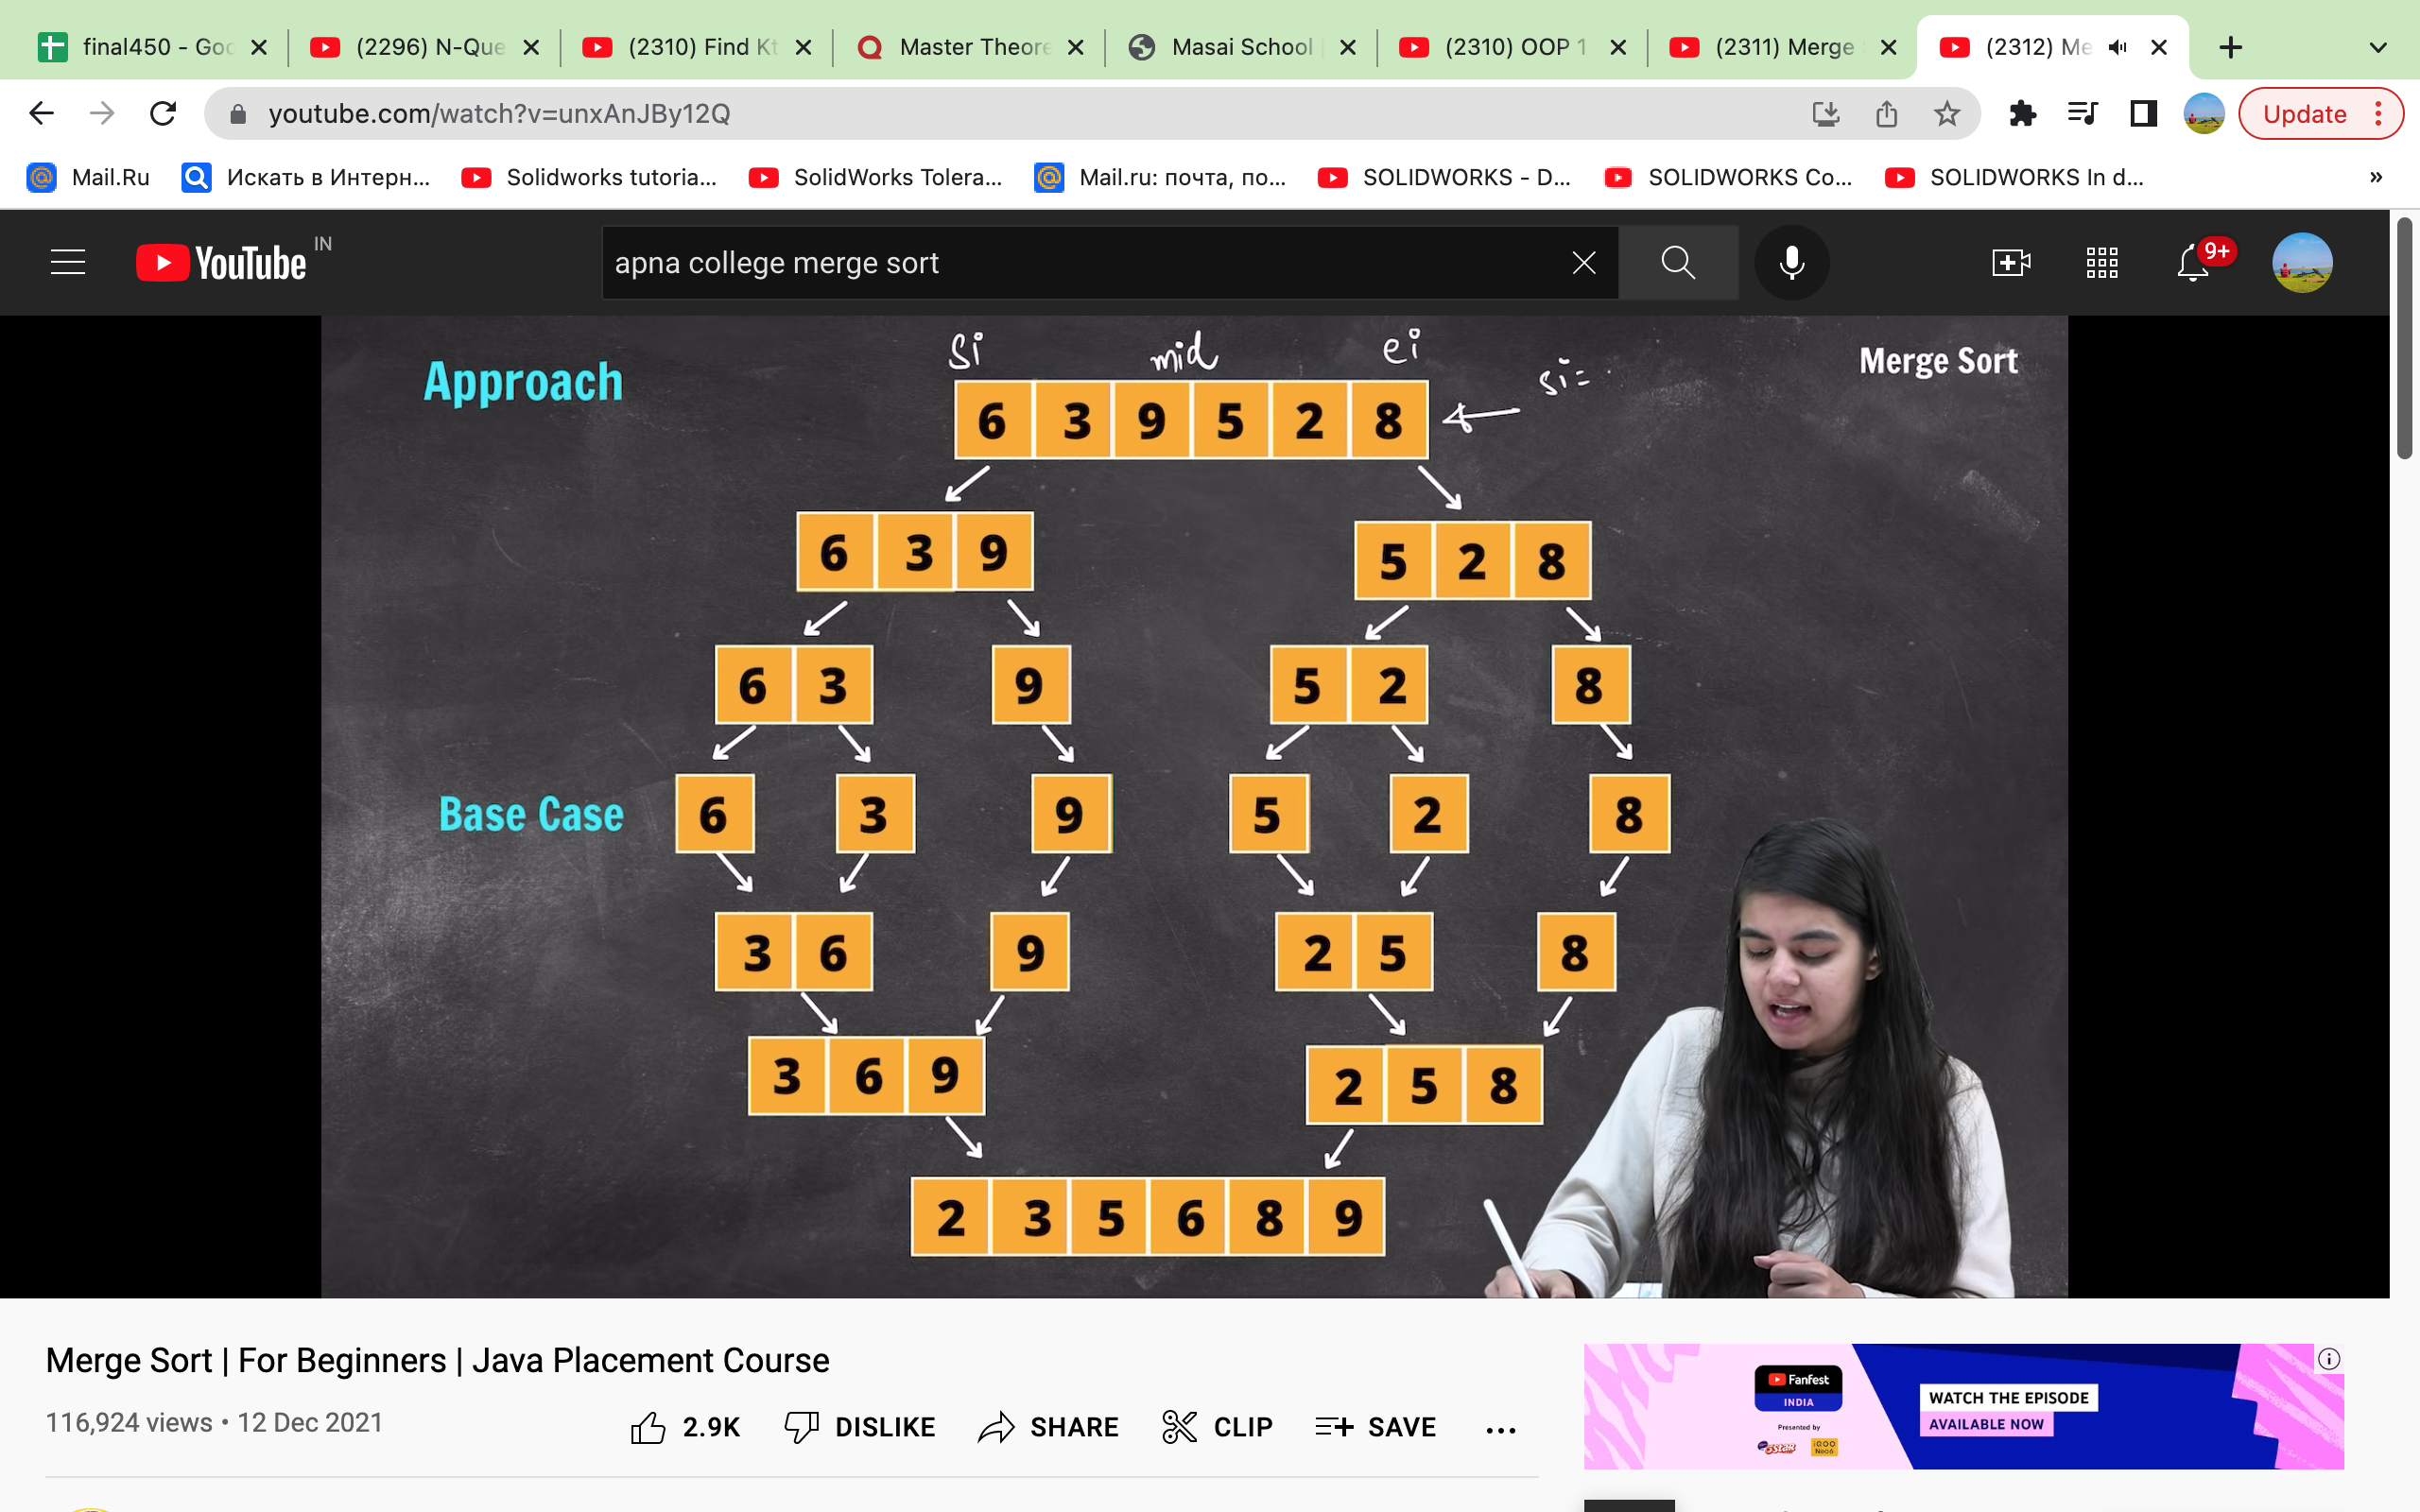 final450 - Goo
(2296) N-Que
(2310) Find Kt
Master Theore
Masai School
(2310) OOP 1
(2311) Merge
(2312) Me
youtube.com/watch?v=unxAnJBy12Q
Update
Mail.Ru
Искать в Интерн...
Solidworks tutoria...
SolidWorks Tolera...
Mail.ru: почта, по...
SOLIDWORKS - D...
SOLIDWORKS Co...
SOLIDWORKS In d...
»
YouTube IN
apna college merge sort
9+
si mid ei
si=
Approach
Merge Sort
6 3 9 5 2 8
6 3 9 5 2 8
6 3 9 5 2 8
Base Case
6 3 9 5 2 8
3 6 9 2 5 8
3 6 9 2 5 8
2 3 5 6 8 9
Merge Sort | For Beginners | Java Placement Course
116,924 views • 12 Dec 2021
2.9K
DISLIKE
SHARE
CLIP
SAVE
Fanfest
INDIA
Presented by
5STAR
iQOO
Neo6
WATCH THE EPISODE
AVAILABLE NOW